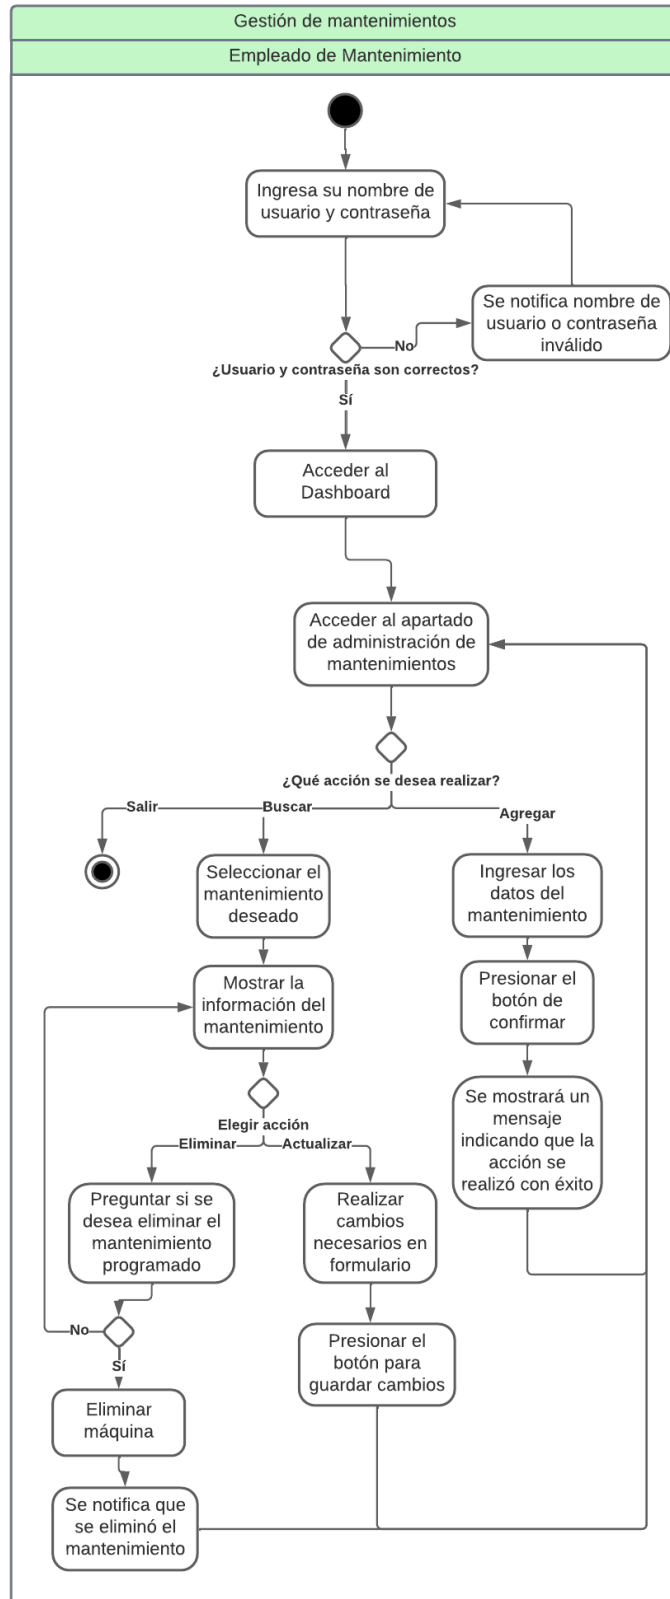 Gestión de mantenimientos
Empleado de Mantenimiento
Ingresa su nombre de
usuario y contraseña
Se notifica nombre de
usuario o contraseña
inválido
No
¿Usuario y contraseña son correctos?
Sí
Acceder al
Dashboard
Acceder al apartado
de administración de
mantenimientos
¿Qué acción se desea realizar?
Salir
Buscar
Agregar
Seleccionar el
mantenimiento
deseado
Ingresar los
datos del
mantenimiento
Mostrar la
información del
mantenimiento
Presionar el
botón de
confirmar
Elegir acción
Eliminar
Actualizar
Se mostrará un
mensaje
indicando que la
acción se
realizó con éxito
Preguntar si se
desea eliminar el
mantenimiento
programado
Realizar
cambios
necesarios en
formulario
No
Sí
Presionar el
botón para
guardar cambios
Eliminar
máquina
Se notifica que
se eliminó el
mantenimiento